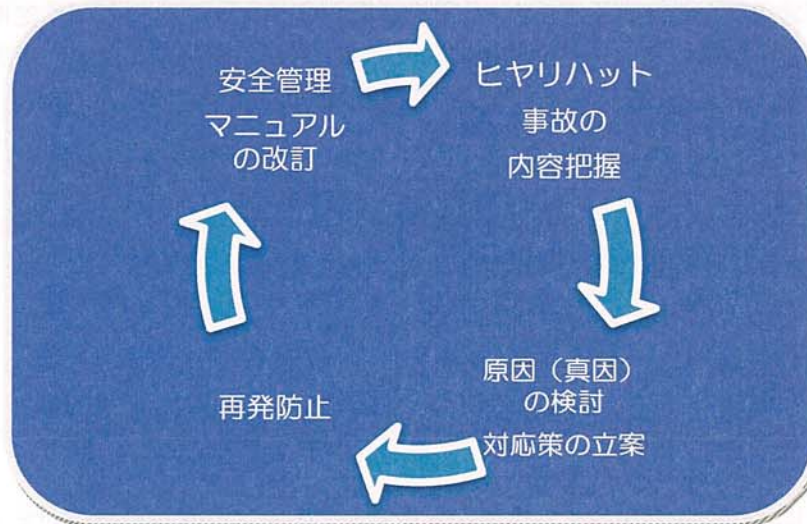 安全管理
マニュアル
の改訂
ヒヤリハット
事故の
内容把握
原因（真因）
の検討
対応策の立案
再発防止